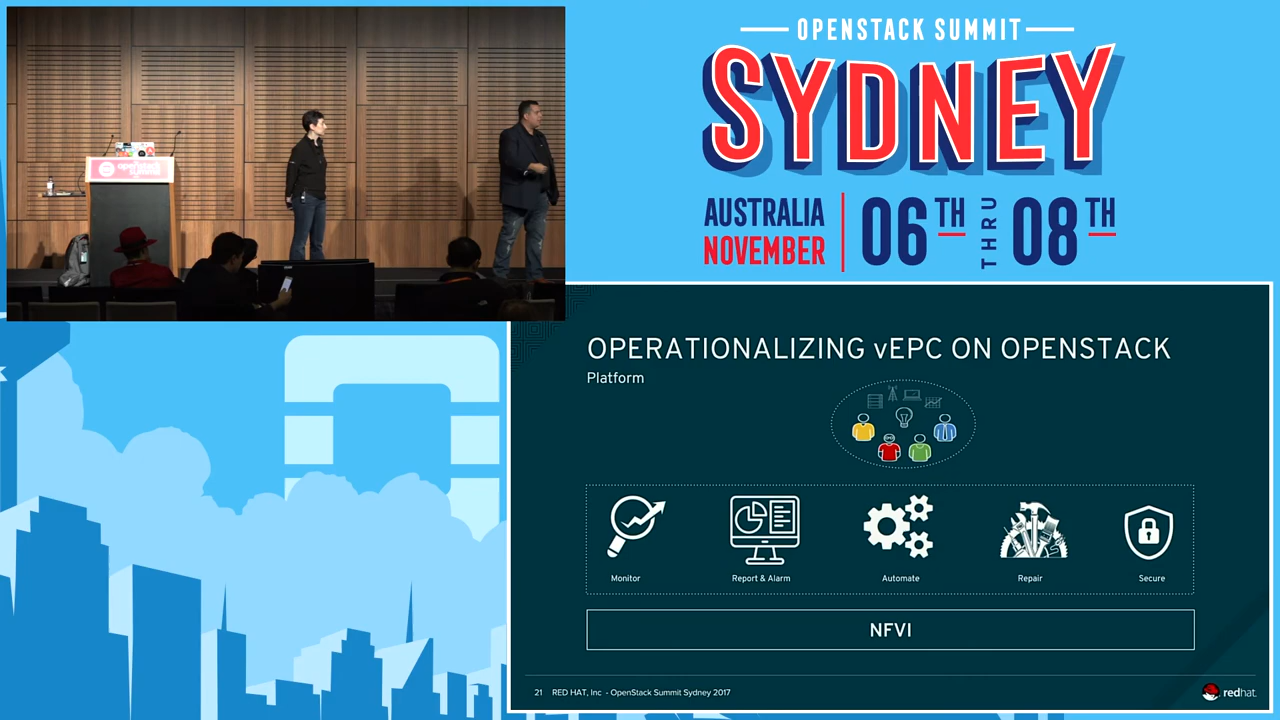 OPENSTACK SUMMIT
SYDNEY
AUSTRALIA
NOVEMBER
06TH THRU 08TH
openstack
OPERATIONALIZING vEPC ON OPENSTACK
Platform
Monitor
Report & Alarm
Automate
Repair
Secure
NFVI
21 RED HAT, Inc - OpenStack Summit Sydney 2017
redhat.